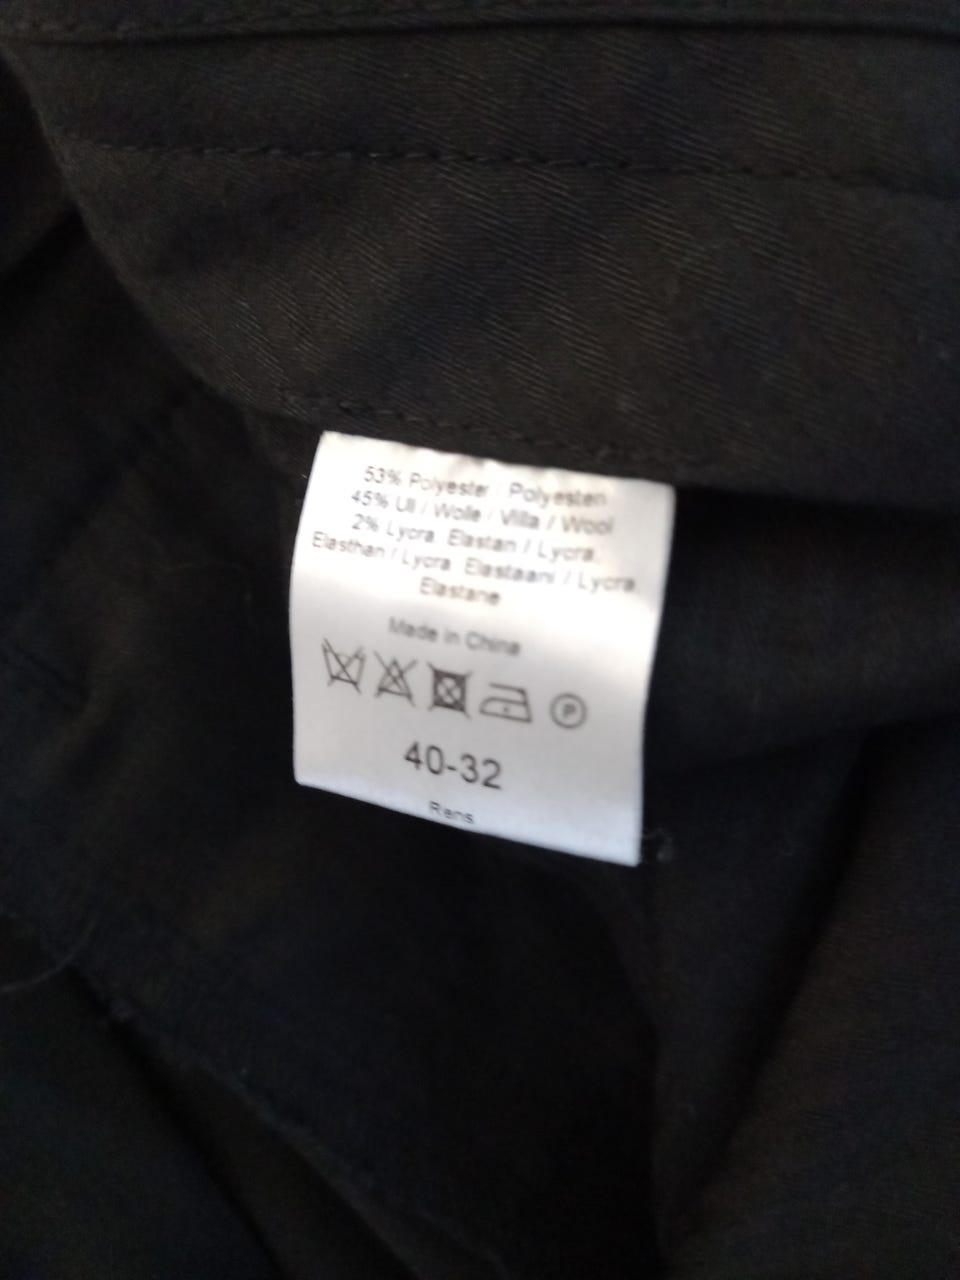 53% Polyester / Polyesteri
45% Ul / Wolle / Villa / Wool
2% Lycra Elastan / Lycra
Elasthan / Lycra Elastaani / Lycra
Elastane
Made in China
P
40-32
Rens